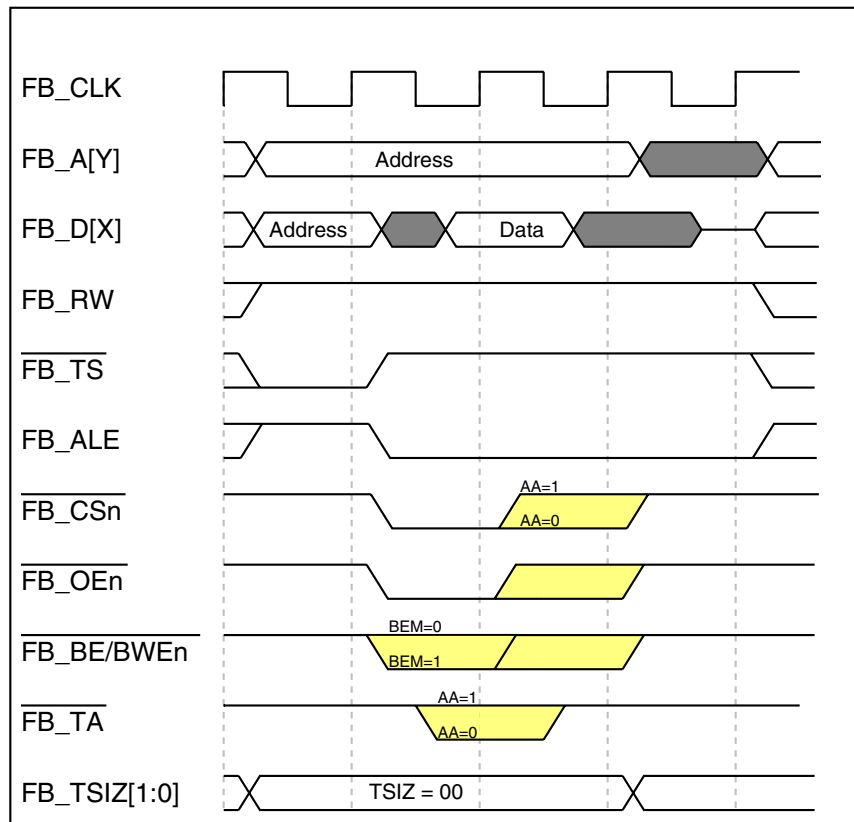 FB_CLK
FB_A[Y]
Address
FB_D[X]
Address
Data
FB_RW
FB_TS
FB_ALE
FB_CSn
AA=1
AA=0
FB_OEn
FB_BE/BWEn
BEM=0
BEM=1
FB_TA
AA=1
AA=0
FB_TSIZ[1:0]
TSIZ = 00